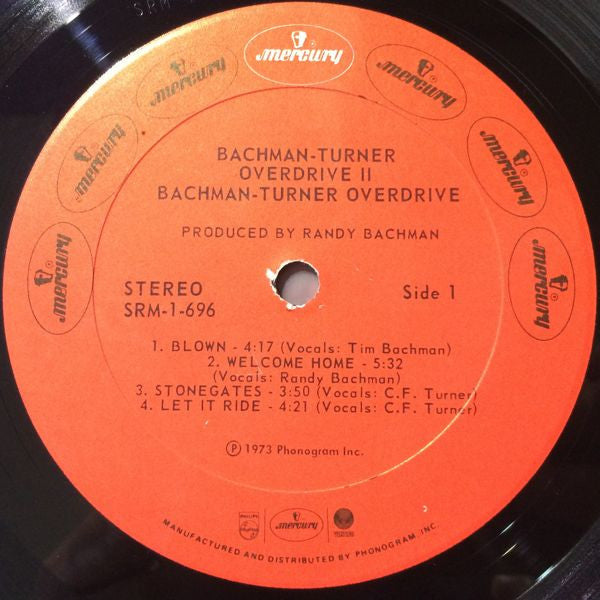 SRM
mercury
mercury
mercury
mercury
mercury
mercury
mercury
BACHMAN-TURNER
OVERDRIVE II
BACHMAN-TURNER OVERDRIVE
PRODUCED BY RANDY BACHMAN
STEREO
Side 1
SRM-1-696
1. BLOWN - 4:17 (Vocals: Tim Bachman)
2. WELCOME HOME - 5:32
(Vocals: Randy Bachman)
3. STONEGATES - 3:50 (Vocals: C.F. Turner)
4. LET IT RIDE - 4:21 (Vocals: C.F. Turner)
Ⓟ 1973 Phonogram Inc.
PHILIPS
mercury
MANUFACTURED AND DISTRIBUTED BY PHONOGRAM, INC.